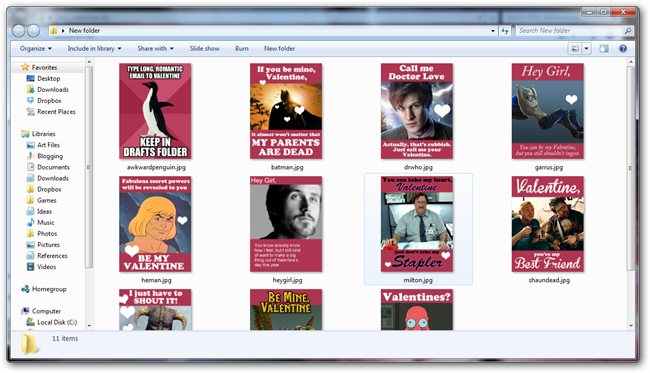 New folder
Search New folder
Organize
Include in library
Share with
Slide show
Burn
New folder
Favorites
Desktop
Downloads
Dropbox
Recent Places
Libraries
Art Files
Blogging
Documents
Downloads
Dropbox
Games
Ideas
Music
Photos
Pictures
References
Videos
Homegroup
Computer
Local Disk (C:)
TYPE LONG, ROMANTIC
EMAIL TO VALENTINE
KEEP IN
DRAFTS FOLDER
awkwardpenguin.jpg
If you be mine,
Valentine,
it almost won't matter that
MY PARENTS
ARE DEAD
batman.jpg
Call me
Doctor Love
Actually, that's rubbish.
Just call me your
Valentine.
drwho.jpg
Hey Girl,
You can be my Valentine,
but you still shouldn't ingest.
garrus.jpg
Fabulous secret powers
will be revealed to you
BE MY
VALENTINE
heman.jpg
Hey Girl,
You know already know
how I feel, but I still kind
of want to make a big
thing out of Valentine's
day this year.
heygirl.jpg
You can take my heart,
Valentine
just don't take my
Stapler
milton.jpg
Valentine,
you're my
Best Friend
shaundead.jpg
I just have to
SHOUT IT!
BE MINE,
VALENTINE
Valentines?
11 items